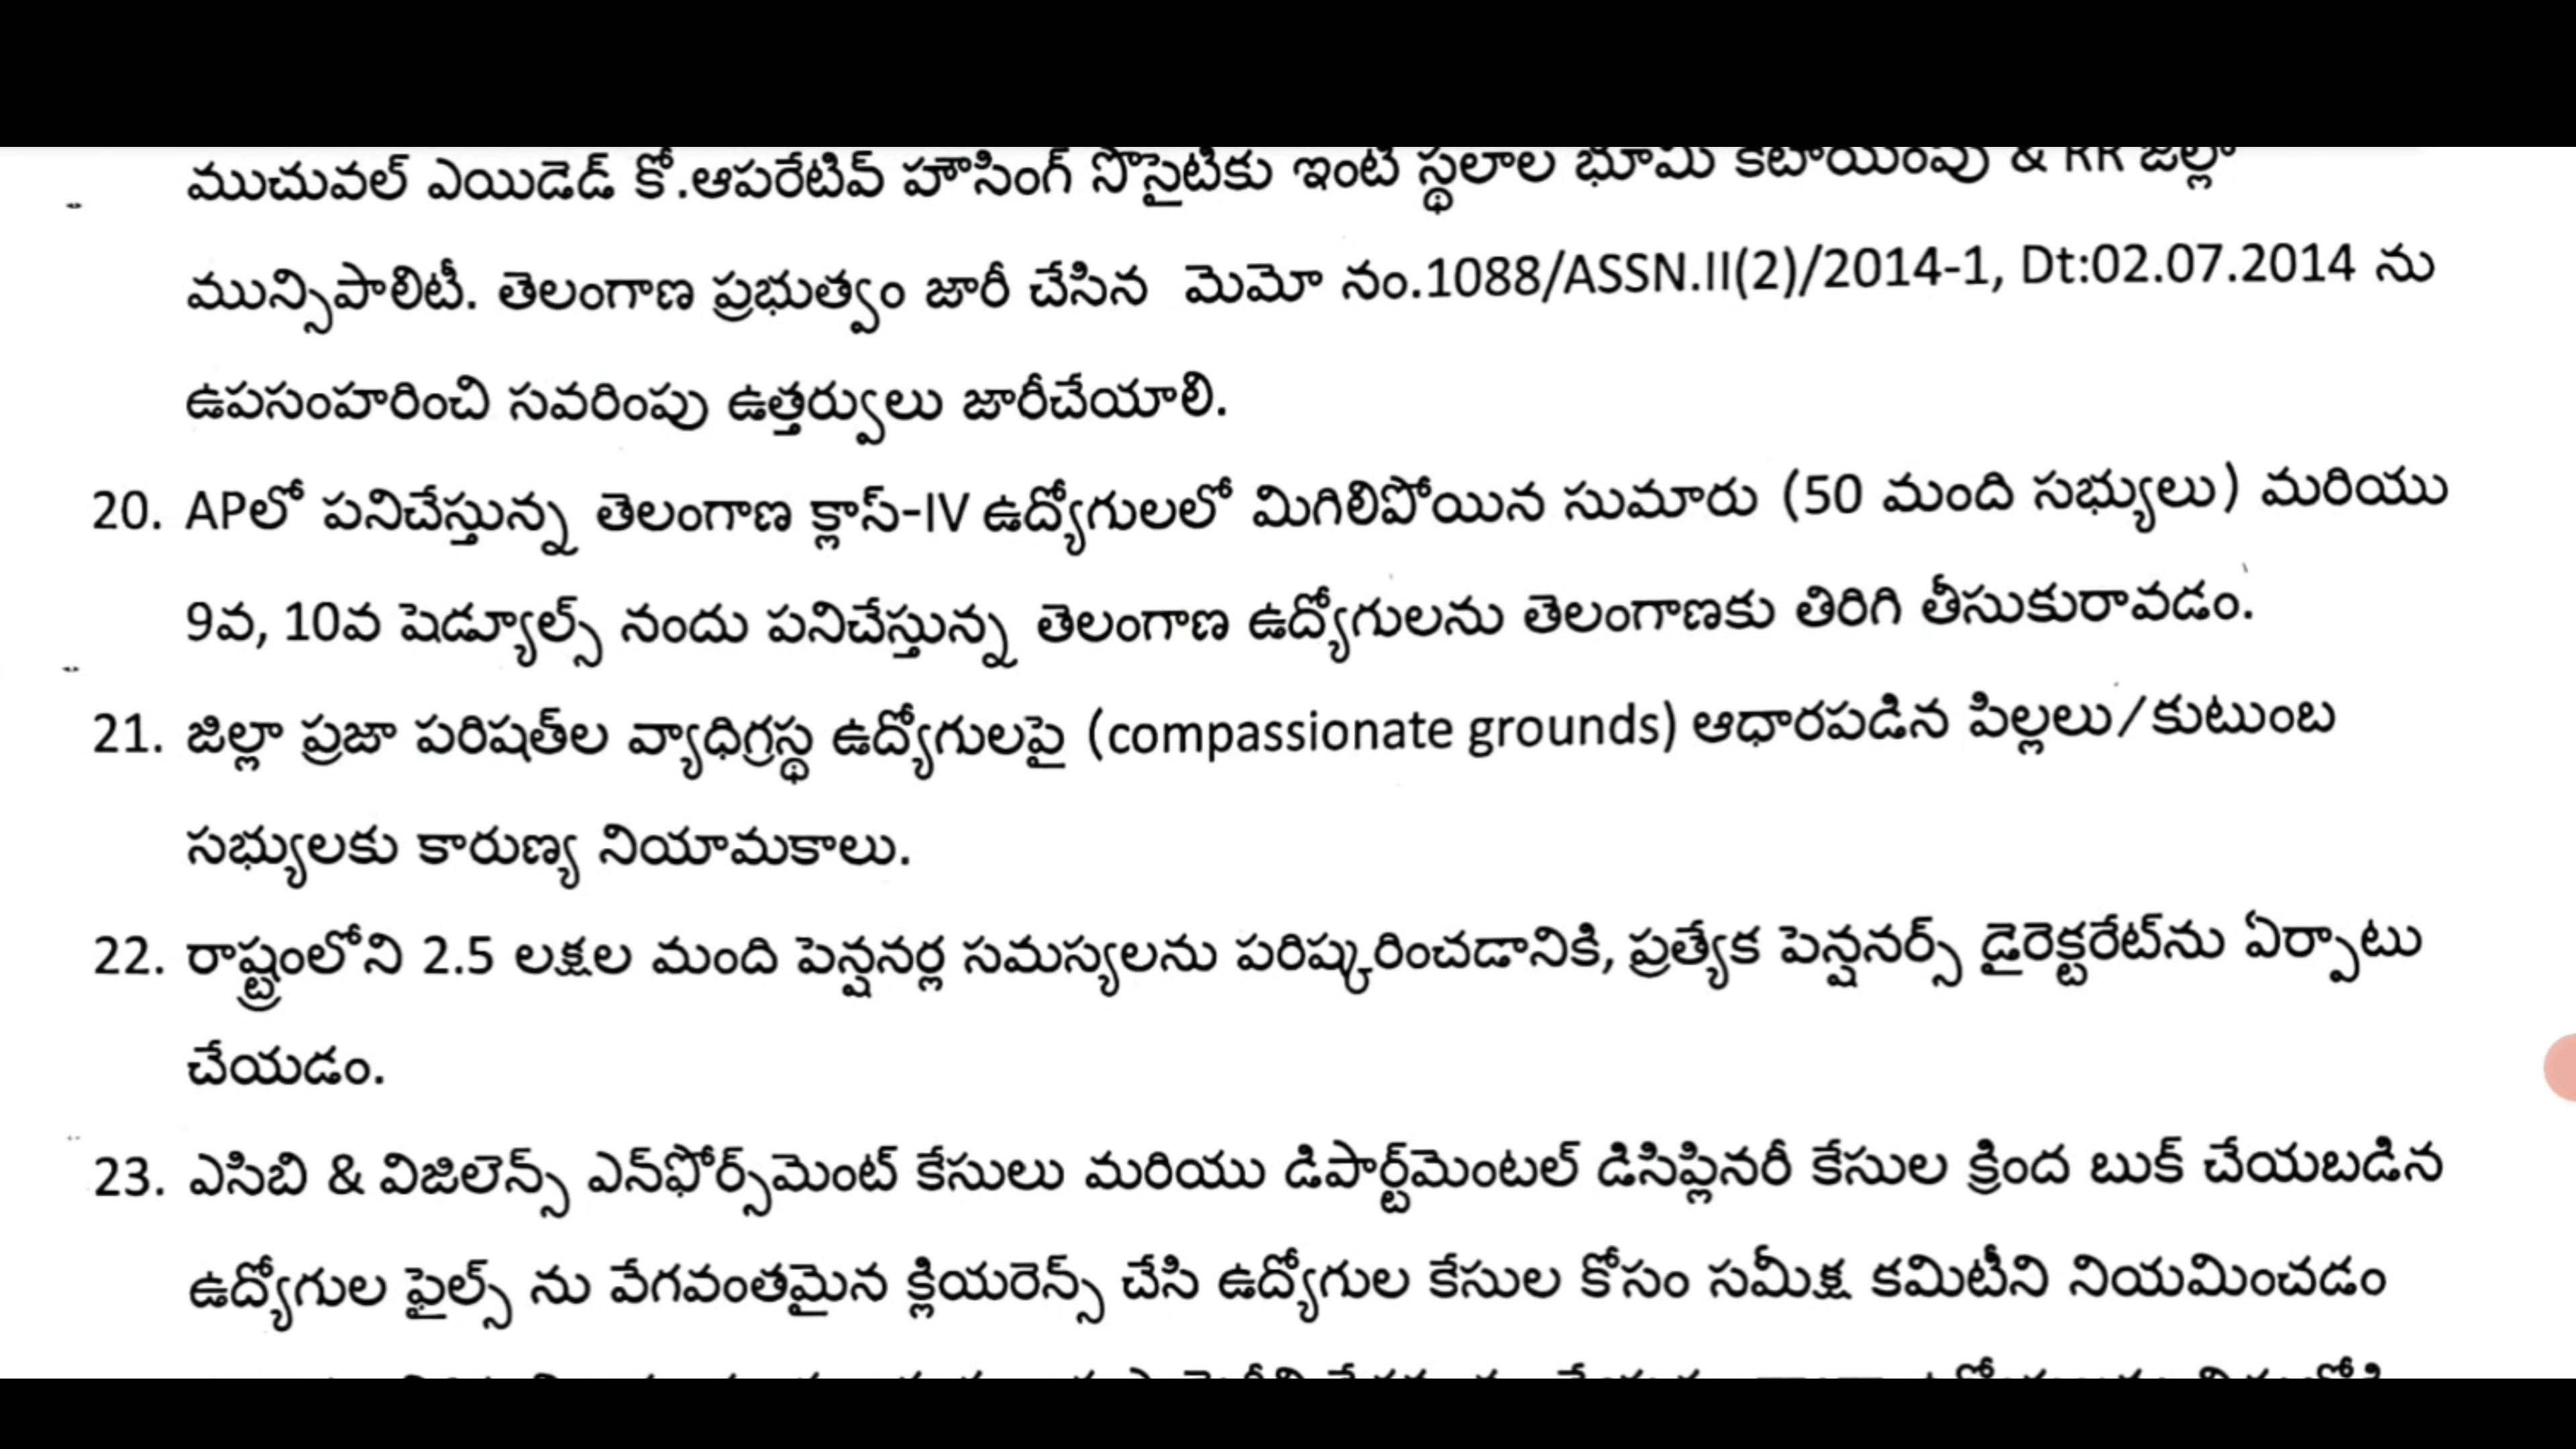 ముచువల్ ఎయిడెడ్ కో.ఆపరేటివ్ హౌసింగ్ సొసైటికు ఇంటి స్థలాల భూమి కేటాయింపు & RR జిల్లా
మున్సిపాలిటీ. తెలంగాణ ప్రభుత్వం జారీ చేసిన మెమో నం.1088/ASSN.II(2)/2014-1, Dt:02.07.2014 ను
ఉపసంహరించి సవరింపు ఉత్తర్వులు జారీచేయాలి.
20. APలో పనిచేస్తున్న తెలంగాణ క్లాస్-IV ఉద్యోగులలో మిగిలిపోయిన సుమారు (50 మంది సభ్యులు) మరియు
9వ, 10వ షెడ్యూల్స్ నందు పనిచేస్తున్న తెలంగాణ ఉద్యోగులను తెలంగాణకు తిరిగి తీసుకురావడం.
21. జిల్లా ప్రజా పరిషత్‌ల వ్యాధిగ్రస్థ ఉద్యోగులపై (compassionate grounds) ఆధారపడిన పిల్లలు/కుటుంబ
సభ్యులకు కారుణ్య నియామకాలు.
22. రాష్ట్రంలోని 2.5 లక్షల మంది పెన్షనర్ల సమస్యలను పరిష్కరించడానికి, ప్రత్యేక పెన్షనర్స్ డైరెక్టరేట్‌ను ఏర్పాటు
చేయడం.
23. ఎసిబి & విజిలెన్స్ ఎన్‌ఫోర్స్‌మెంట్ కేసులు మరియు డిపార్ట్‌మెంటల్ డిసిప్లినరీ కేసుల క్రింద బుక్ చేయబడిన
ఉద్యోగుల ఫైల్స్ ను వేగవంతమైన క్లియరెన్స్ చేసి ఉద్యోగుల కేసుల కోసం సమీక్ష కమిటీని నియమించడం